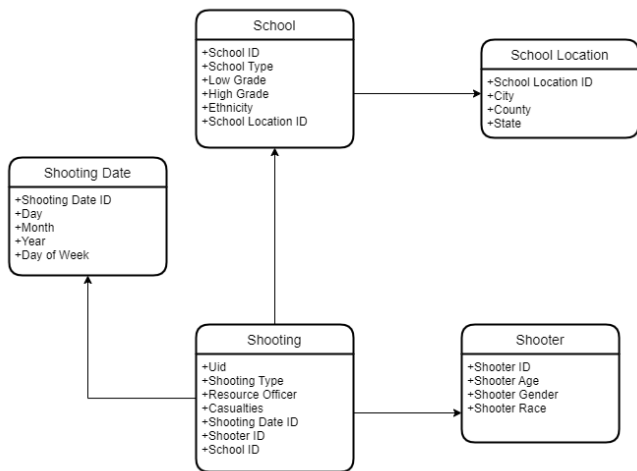 School
+School ID
+School Type
+Low Grade
+High Grade
+Ethnicity
+School Location ID
School Location
+School Location ID
+City
+County
+State
Shooting Date
+Shooting Date ID
+Day
+Month
+Year
+Day of Week
Shooting
+Uid
+Shooting Type
+Resource Officer
+Casualties
+Shooting Date ID
+Shooter ID
+School ID
Shooter
+Shooter ID
+Shooter Age
+Shooter Gender
+Shooter Race